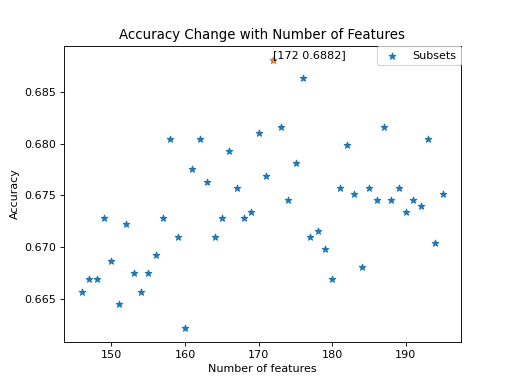 Accuracy Change with Number of Features
[172 0.6882]
Subsets
0.685
0.680
0.675
0.670
0.665
Accuracy
150 160 170 180 190
Number of features